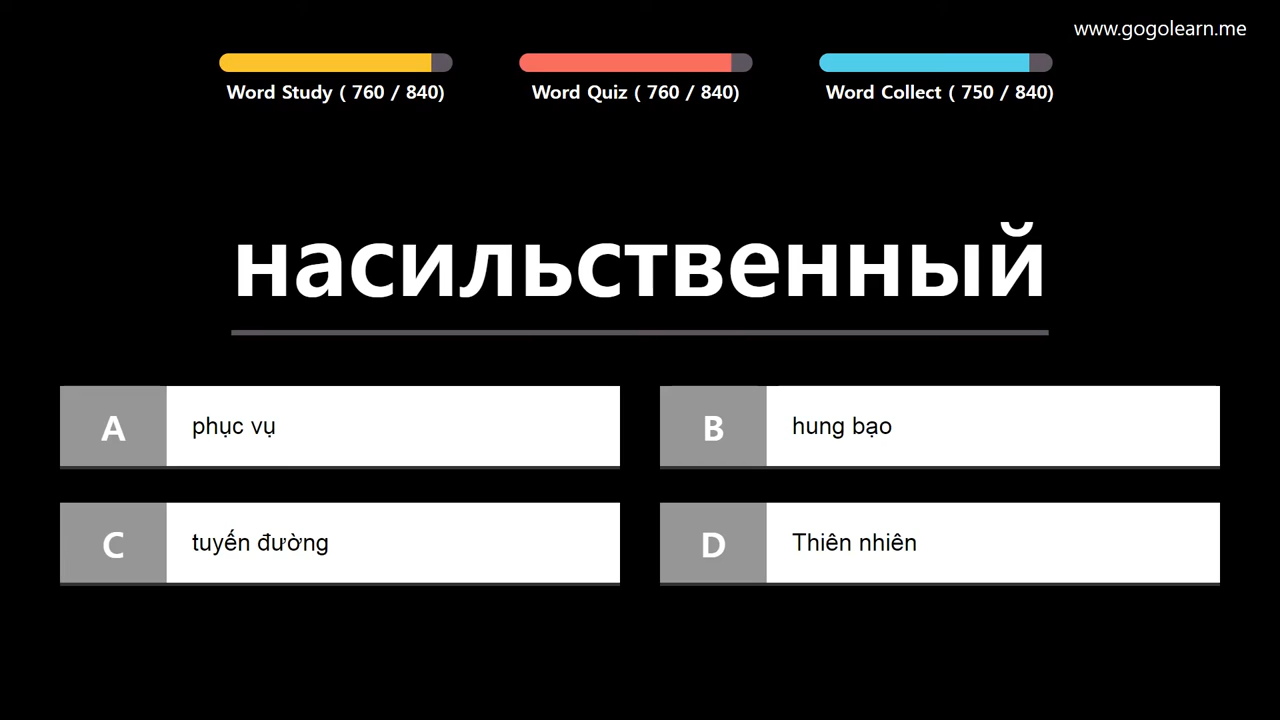 www.gogolearn.me
Word Study ( 760 / 840)
Word Quiz ( 760 / 840)
Word Collect ( 750 / 840)
насильственный
A
phục vụ
B
hung bạo
C
tuyến đường
D
Thiên nhiên